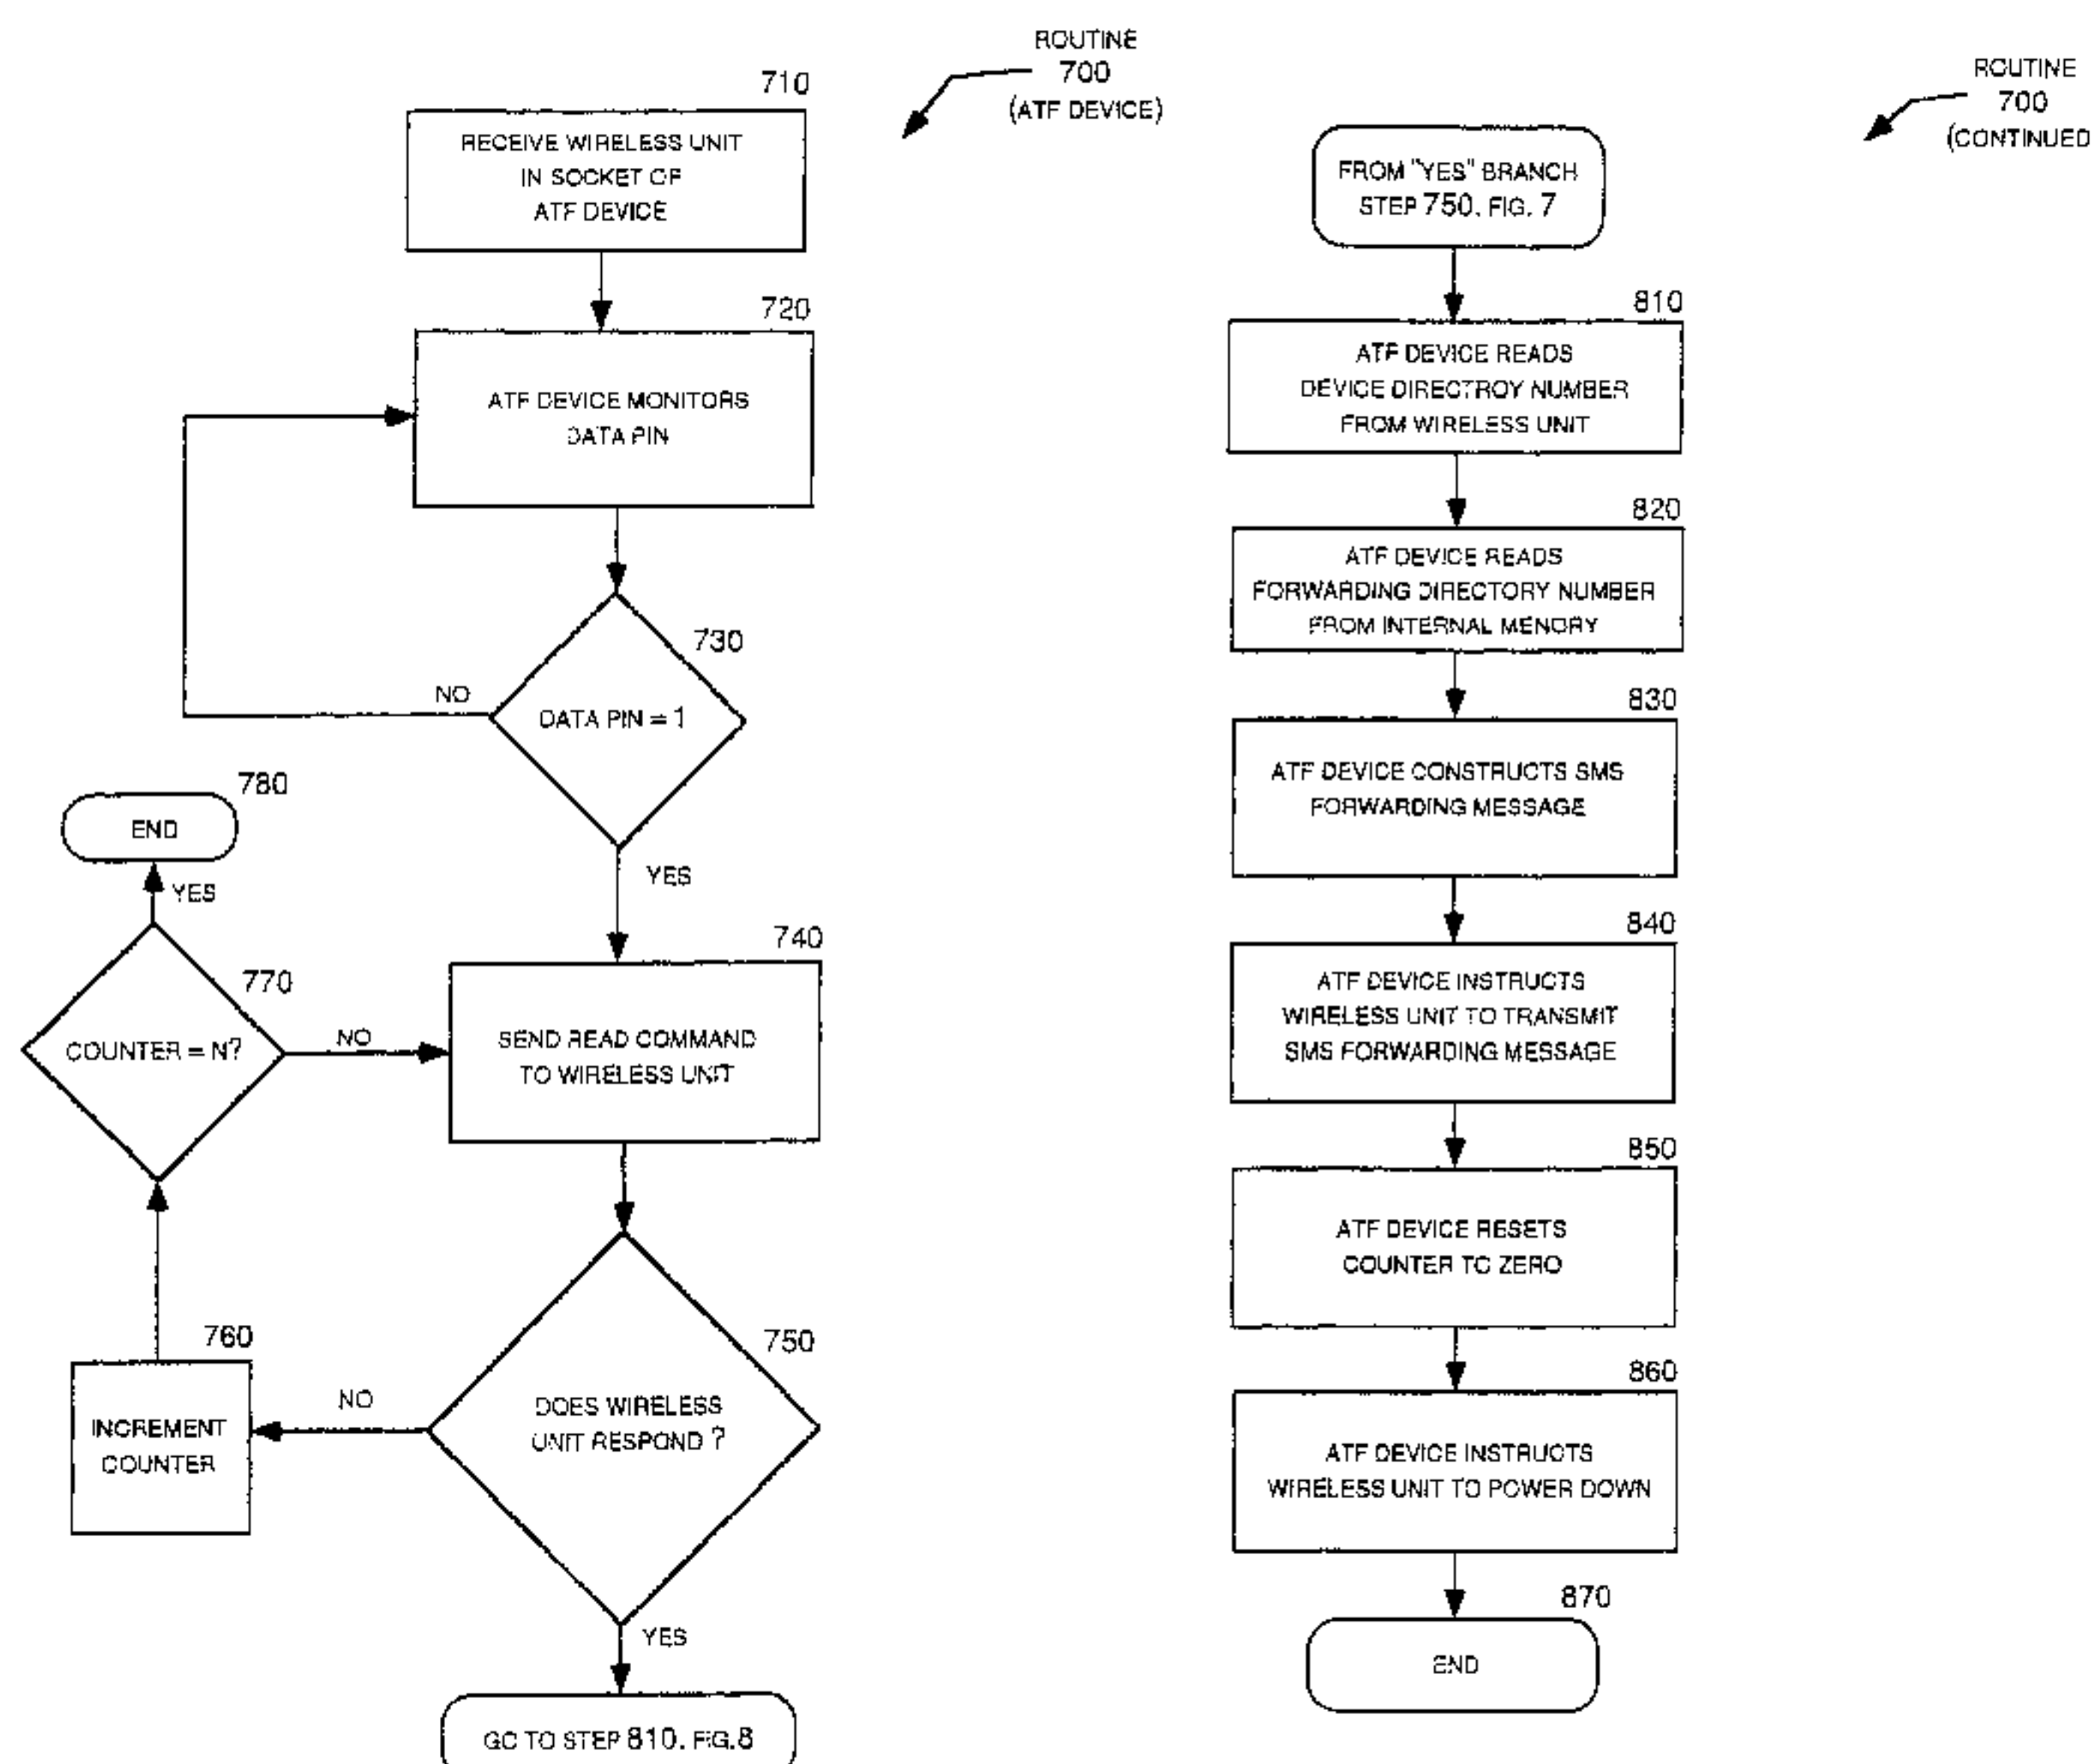 ROUTINE
700
(ATF DEVICE)
710
RECEIVE WIRELESS UNIT
IN SOCKET OF
ATF DEVICE
720
ATF DEVICE MONITORS
DATA PIN
730
NO
DATA PIN = 1
YES
780
END
YES
770
COUNTER = N?
NO
740
SEND READ COMMAND
TO WIRELESS UNIT
750
DOES WIRELESS
UNIT RESPOND ?
NO
760
INCREMENT
COUNTER
YES
GO TO STEP 810, FIG.8
ROUTINE
700
(CONTINUED
FROM "YES" BRANCH
STEP 750, FIG. 7
810
ATF DEVICE READS
DEVICE DIRECTROY NUMBER
FROM WIRELESS UNIT
820
ATF DEVICE READS
FORWARDING DIRECTORY NUMBER
FROM INTERNAL MENORY
830
ATF DEVICE CONSTRUCTS SMS
FORWARDING MESSAGE
840
ATF DEVICE INSTRUCTS
WIRELESS UNIT TO TRANSMIT
SMS FORWARDING MESSAGE
850
ATF DEVICE RESETS
COUNTER TO ZERO
860
ATF DEVICE INSTRUCTS
WIRELESS UNIT TO POWER DOWN
870
END